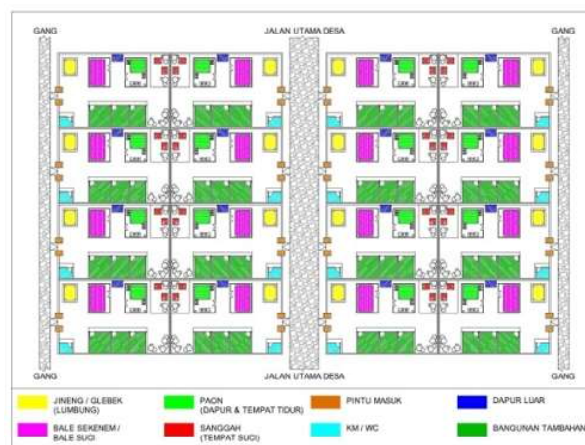 GANG
JALAN UTAMA DESA
GANG
GANG
JALAN UTAMA DESA
GANG
JINENG / GLEBEK
(LUMBUNG)
PAON
(DAPUR & TEMPAT TIDUR)
PINTU MASUK
DAPUR LUAR
BALE SEKENEM /
BALE SUCI
SANGGAH
(TEMPAT SUCI)
KM / WC
BANGUNAN TAMBAHAN